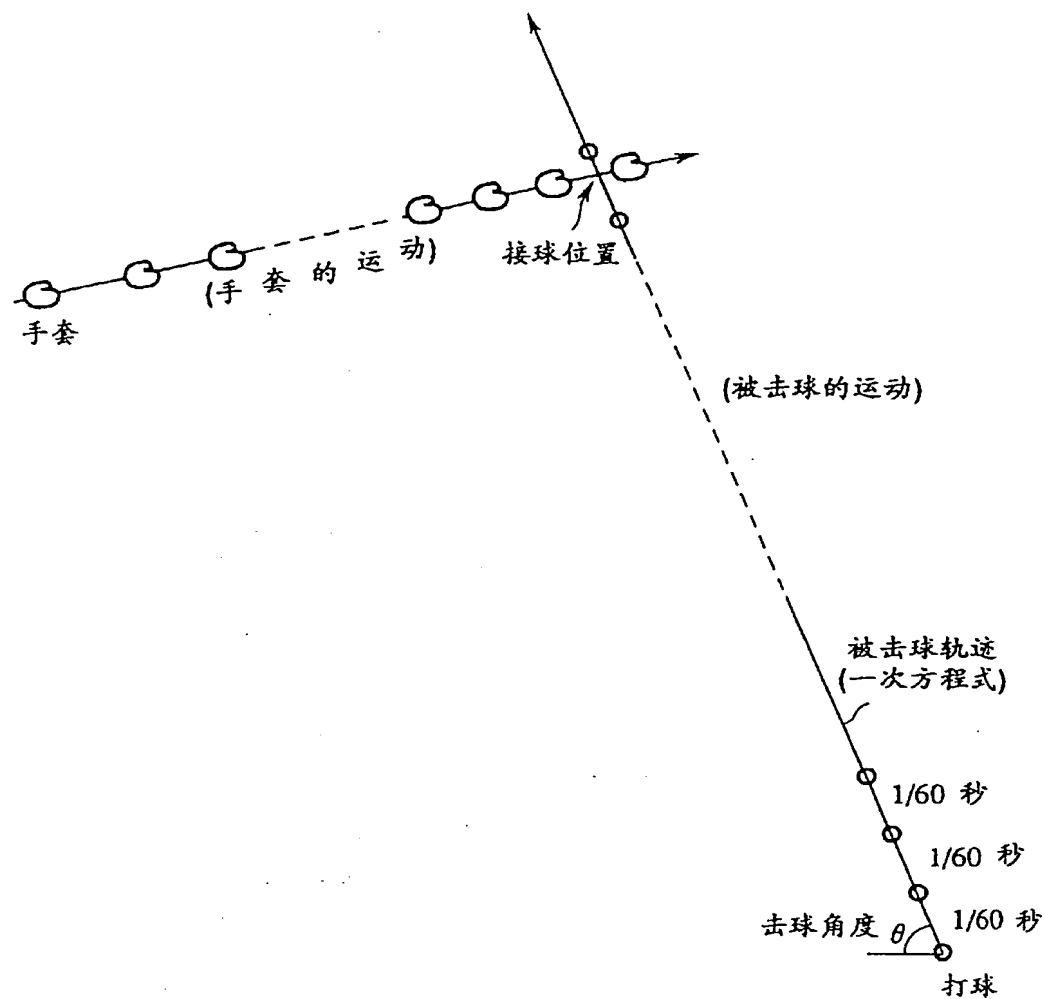 接球位置
(手套的运动)
手套
(被击球的运动)
被击球轨迹
(一次方程式)
1/60 秒
1/60 秒
1/60 秒
击球角度 θ
打球